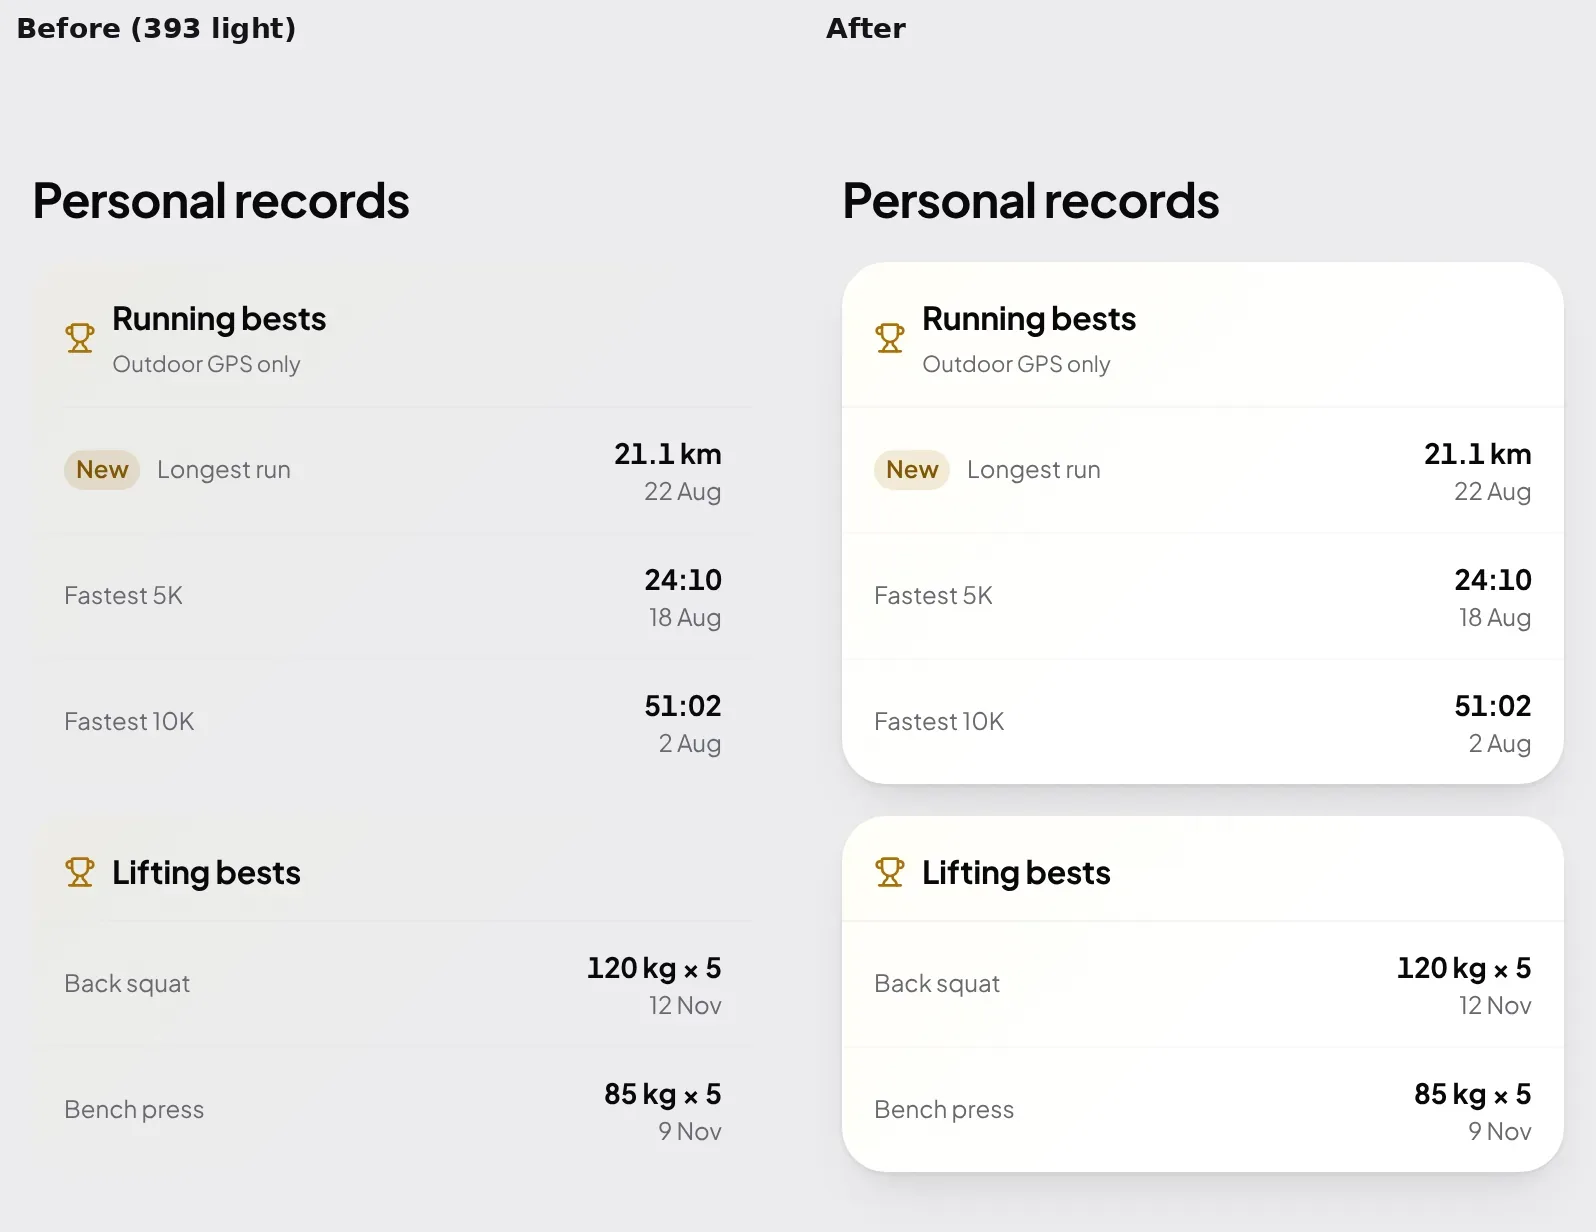 Before (393 light)
Personal records
Running bests
Outdoor GPS only
New Longest run
21.1 km
22 Aug
Fastest 5K
24:10
18 Aug
Fastest 10K
51:02
2 Aug
Lifting bests
Back squat
120 kg × 5
12 Nov
Bench press
85 kg × 5
9 Nov
After
Personal records
Running bests
Outdoor GPS only
New Longest run
21.1 km
22 Aug
Fastest 5K
24:10
18 Aug
Fastest 10K
51:02
2 Aug
Lifting bests
Back squat
120 kg × 5
12 Nov
Bench press
85 kg × 5
9 Nov